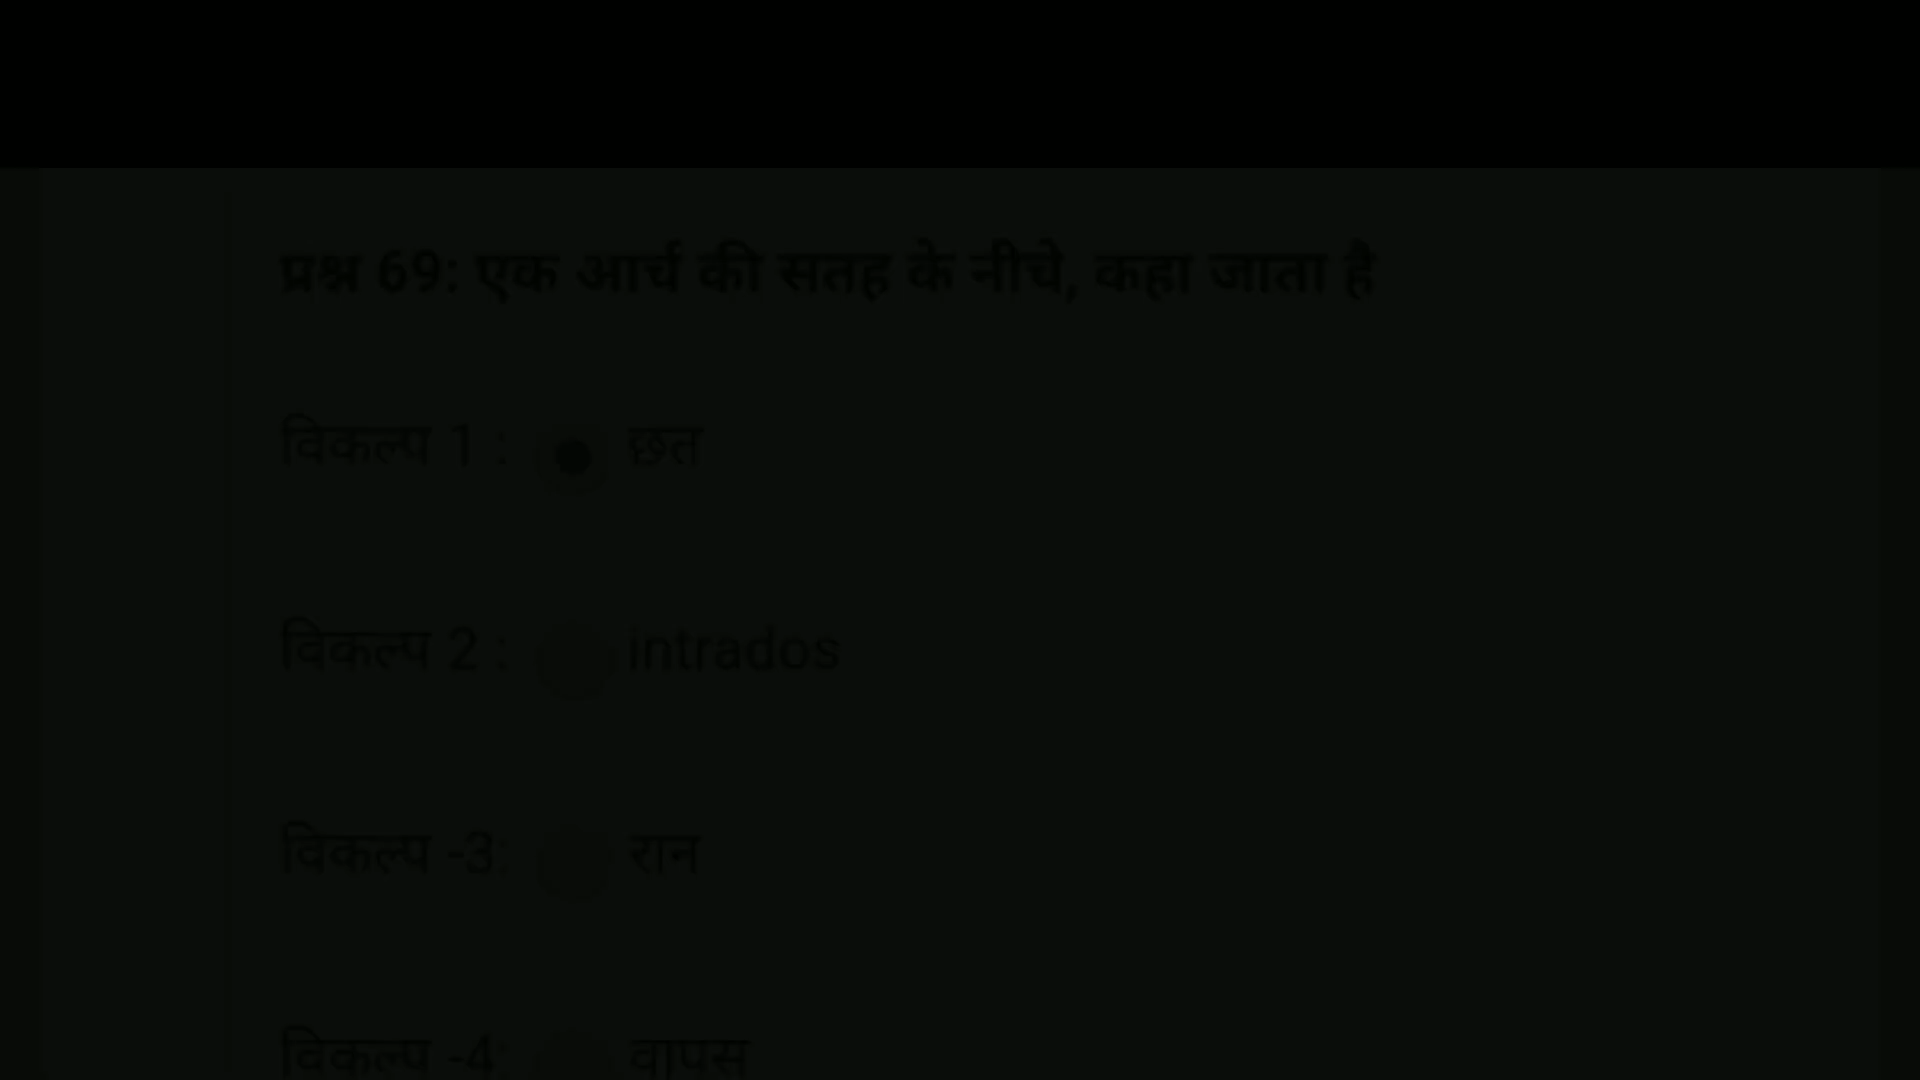 प्रश्न 69: एक आर्च की सतह के नीचे, कहा जाता है
विकल्प 1 : छत
विकल्प 2 : intrados
विकल्प -3: रान
विकल्प -4: वापस